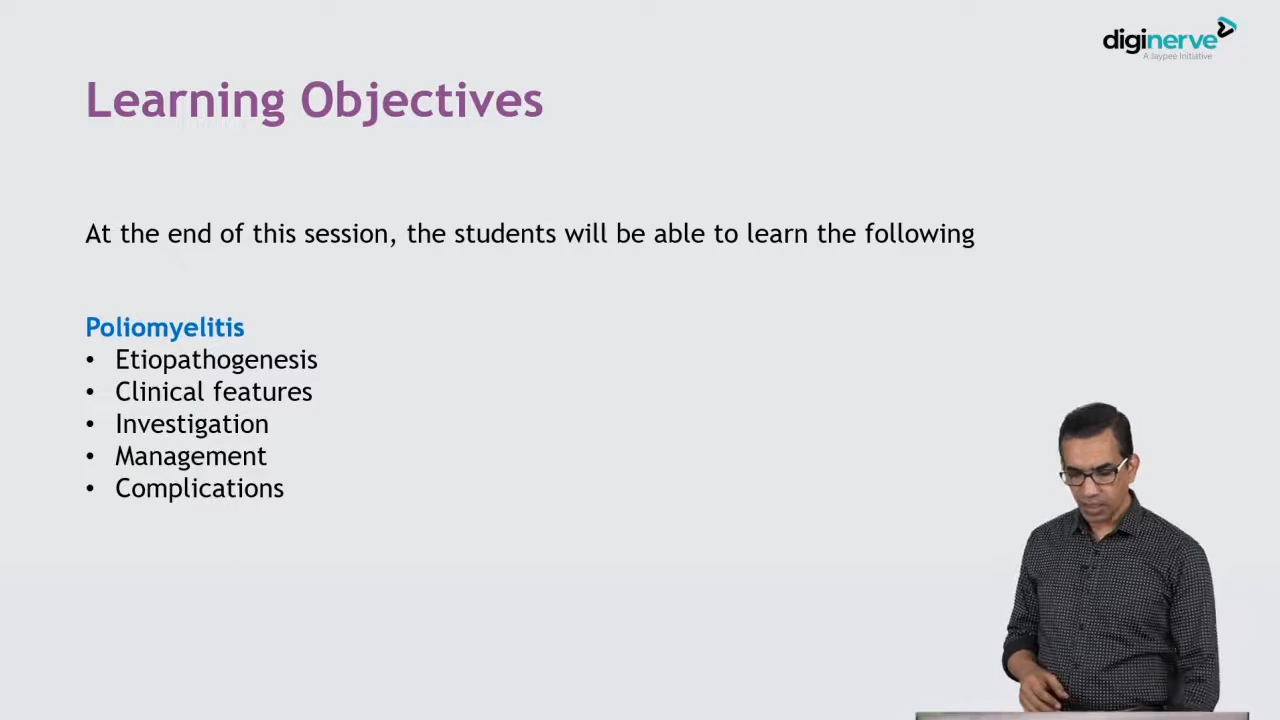 diginerve
A Jaypee Initiative
Learning Objectives
At the end of this session, the students will be able to learn the following
Poliomyelitis
• Etiopathogenesis
• Clinical features
• Investigation
• Management
• Complications